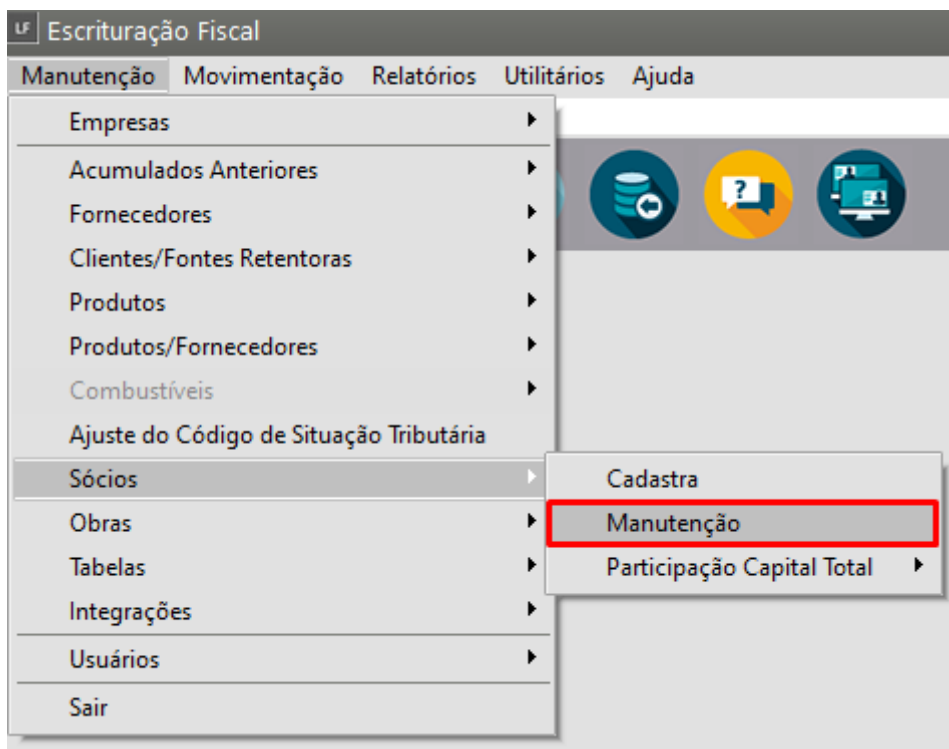 LF Escrituração Fiscal
Manutenção Movimentação Relatórios Utilitários Ajuda
Empresas
Acumulados Anteriores
Fornecedores
Clientes/Fontes Retentoras
Produtos
Produtos/Fornecedores
Combustíveis
Ajuste do Código de Situação Tributária
Sócios
Obras
Tabelas
Integrações
Usuários
Sair
Cadastra
Manutenção
Participação Capital Total
?